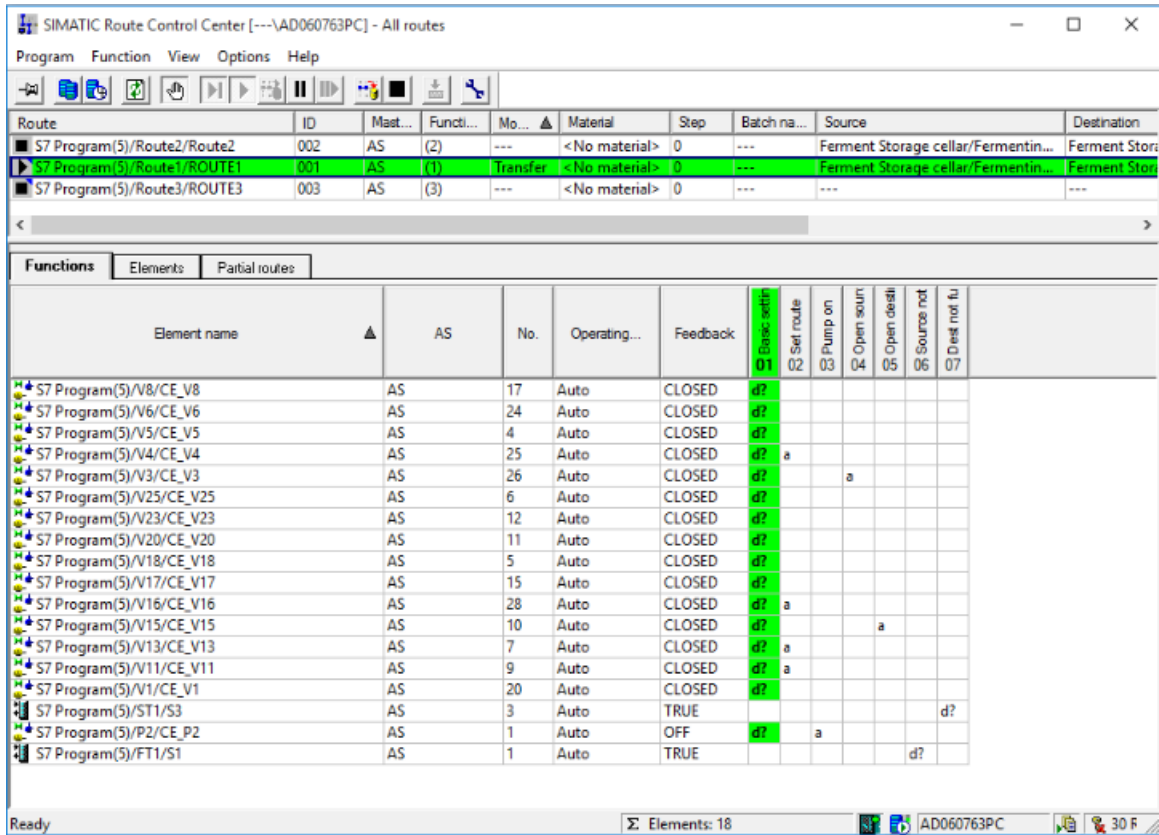 SIMATIC Route Control Center [---\AD060763PC] - All routes
Program Function View Options Help
Route ID Mast... Functi... Mo... Material Step Batch na... Source Destination
S7 Program(5)/Route2/Route2 002 AS (2) --- <No material> 0 --- Ferment Storage cellar/Fermentin... Ferment Stora
S7 Program(5)/Route1/ROUTE1 001 AS (1) Transfer <No material> 0 --- Ferment Storage cellar/Fermentin... Ferment Stora
S7 Program(5)/Route3/ROUTE3 003 AS (3) --- <No material> 0 --- --- ---
Functions Elements Partial routes
Element name AS No. Operating... Feedback Basic settin 01 Set route 02 Pump on 03 Open sourc 04 Open destii 05 Source not 06 Dest not fu 07
S7 Program(5)/V8/CE_V8 AS 17 Auto CLOSED d?
S7 Program(5)/V6/CE_V6 AS 24 Auto CLOSED d?
S7 Program(5)/V5/CE_V5 AS 4 Auto CLOSED d?
S7 Program(5)/V4/CE_V4 AS 25 Auto CLOSED d? a
S7 Program(5)/V3/CE_V3 AS 26 Auto CLOSED d? a
S7 Program(5)/V25/CE_V25 AS 6 Auto CLOSED d?
S7 Program(5)/V23/CE_V23 AS 12 Auto CLOSED d?
S7 Program(5)/V20/CE_V20 AS 11 Auto CLOSED d?
S7 Program(5)/V18/CE_V18 AS 5 Auto CLOSED d?
S7 Program(5)/V17/CE_V17 AS 15 Auto CLOSED d?
S7 Program(5)/V16/CE_V16 AS 28 Auto CLOSED d? a
S7 Program(5)/V15/CE_V15 AS 10 Auto CLOSED d? a
S7 Program(5)/V13/CE_V13 AS 7 Auto CLOSED d? a
S7 Program(5)/V11/CE_V11 AS 9 Auto CLOSED d? a
S7 Program(5)/V1/CE_V1 AS 20 Auto CLOSED d?
S7 Program(5)/ST1/S3 AS 3 Auto TRUE d?
S7 Program(5)/P2/CE_P2 AS 1 Auto OFF d? a
S7 Program(5)/FT1/S1 AS 1 Auto TRUE d?
Ready Σ Elements: 18 AD060763PC 30 F